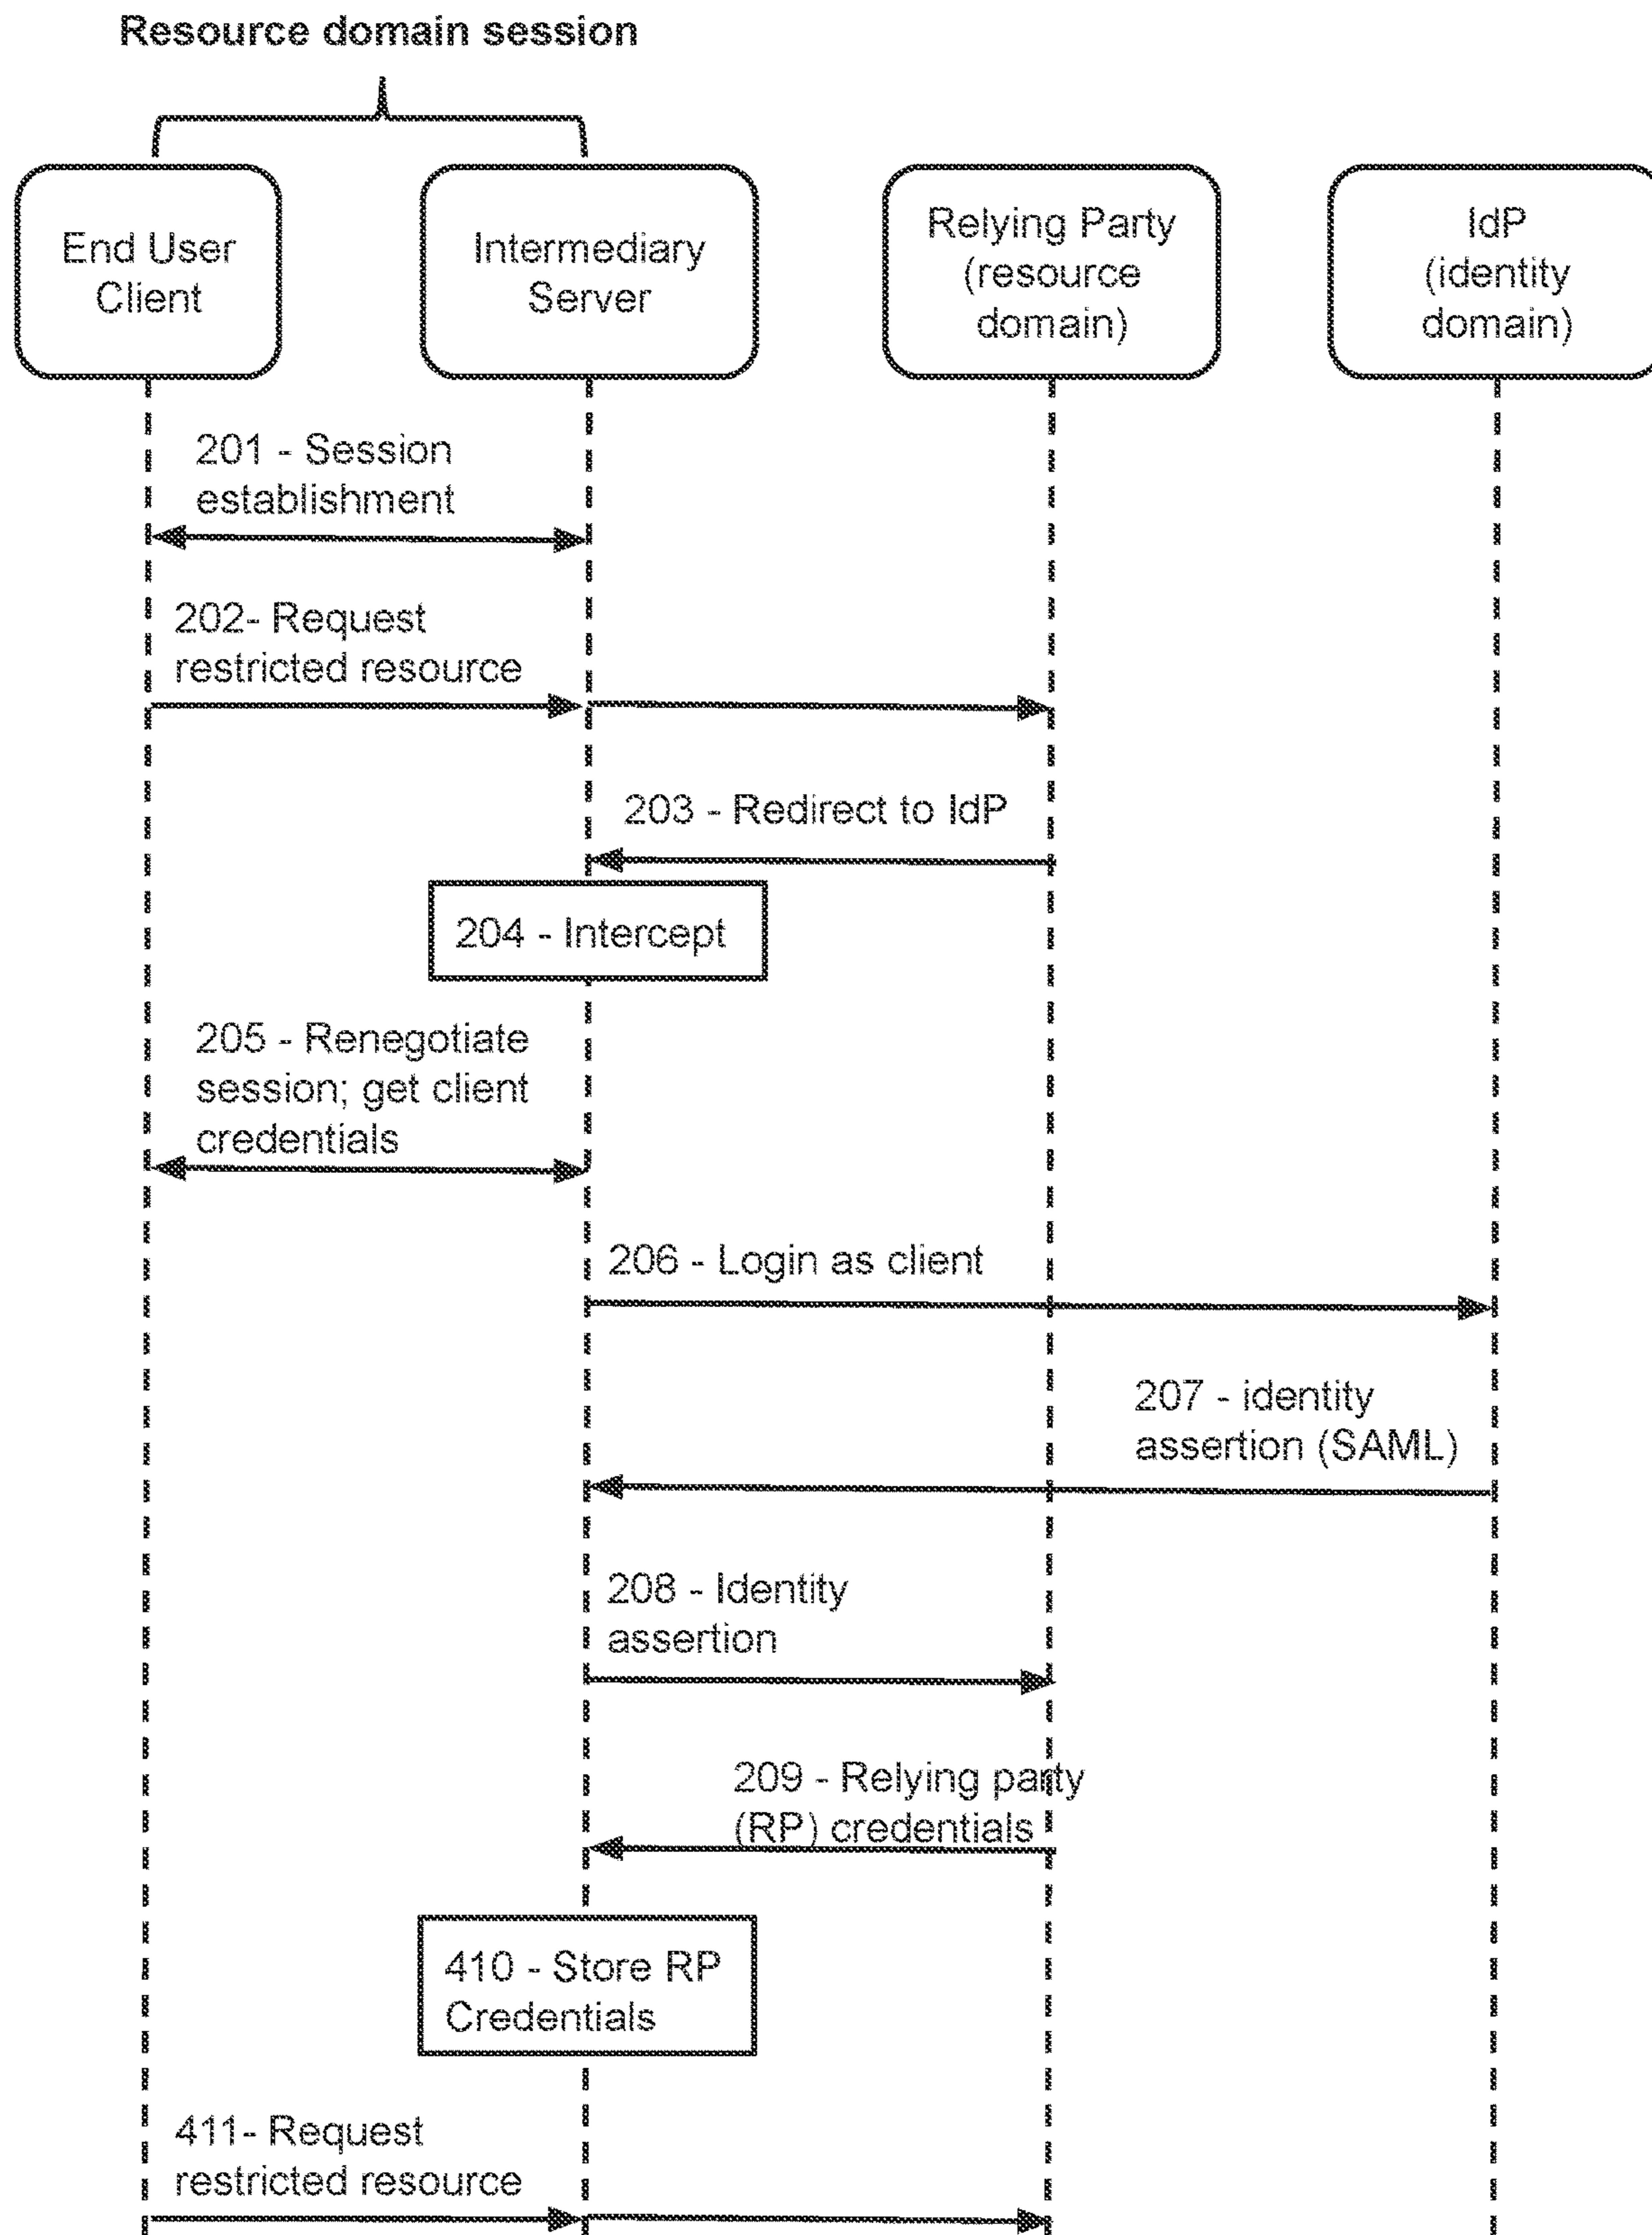 Resource domain session
End User
Client
Intermediary
Server
Relying Party
(resource
domain)
IdP
(identity
domain)
201 - Session
establishment
202- Request
restricted resource
203 - Redirect to IdP
204 - Intercept
205 - Renegotiate
session; get client
credentials
206 - Login as client
207 - identity
assertion (SAML)
208 - Identity
assertion
209 - Relying party
(RP) credentials
410 - Store RP
Credentials
411- Request
restricted resource